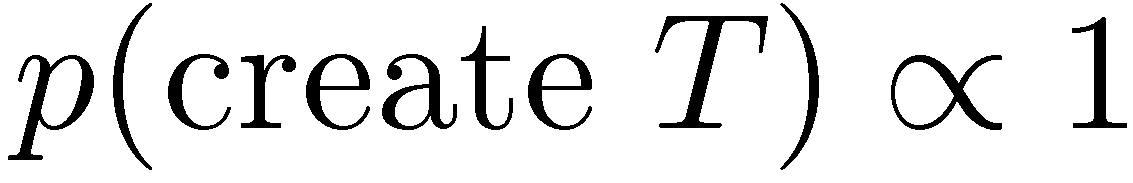 p(create T) ∝ 1